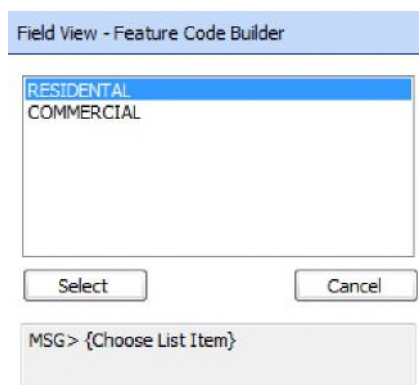 Field View - Feature Code Builder
RESIDENTAL
COMMERCIAL
Select Cancel
MSG> {Choose List Item}